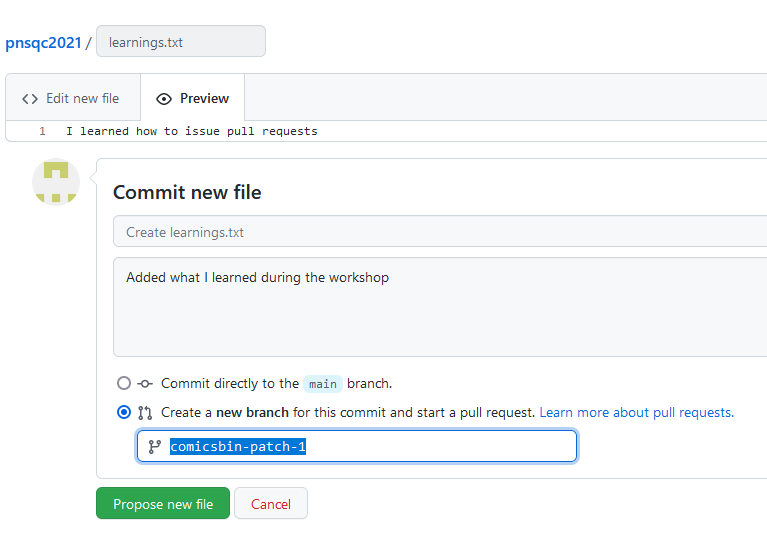 pnsqc2021 / learnings.txt
<> Edit new file Preview
1 I learned how to issue pull requests
Commit new file
Create learnings.txt
Added what I learned during the workshop
Commit directly to the main branch.
Create a new branch for this commit and start a pull request. Learn more about pull requests.
comicsbin-patch-1
Propose new file Cancel